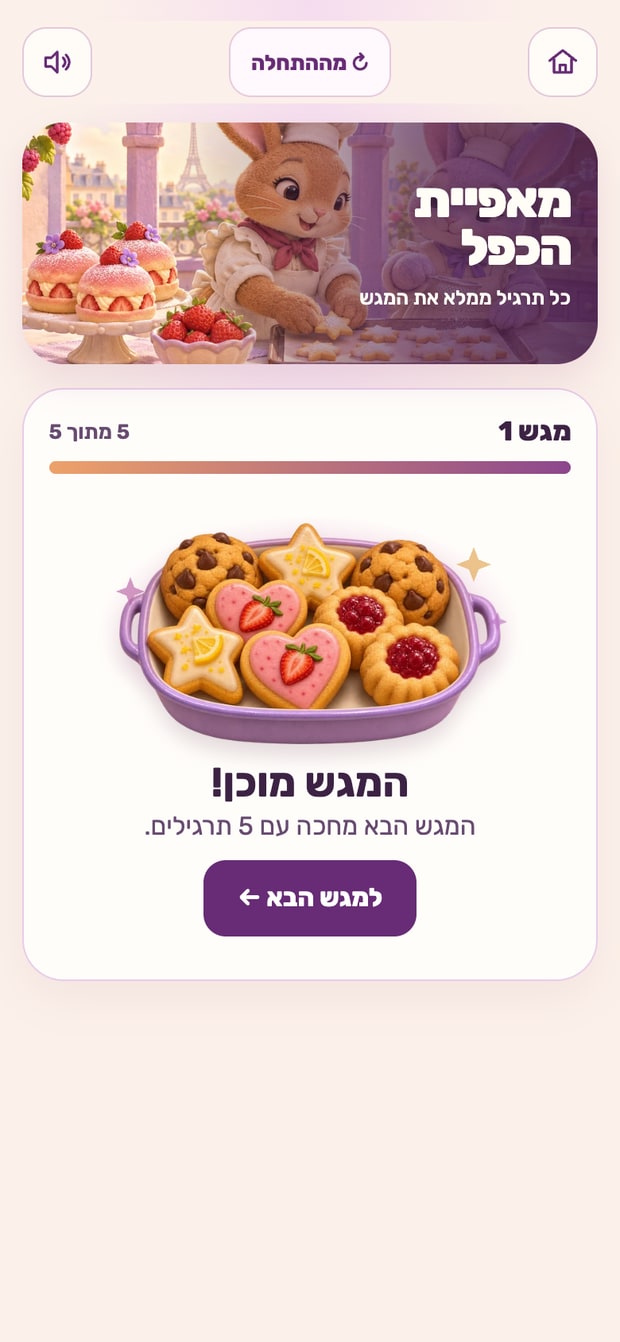 מההתחלה ↻
מאפיית
הכפל
כל תרגיל ממלא את המגש
מגש 1
5 מתוך 5
המגש מוכן!
המגש הבא מחכה עם 5 תרגילים.
למגש הבא ←